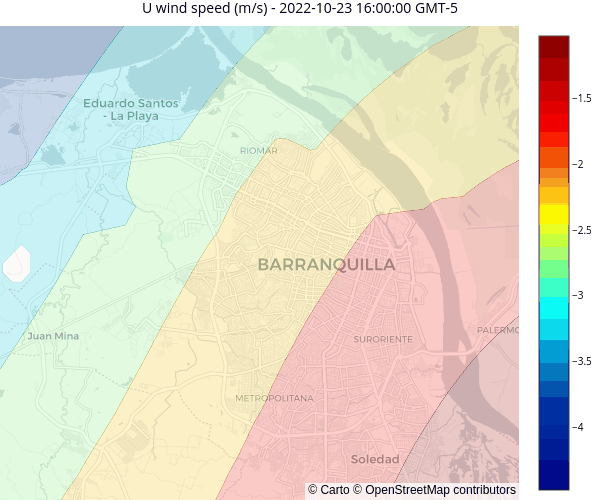 U wind speed (m/s) - 2022-10-23 16:00:00 GMT-5
Eduardo Santos
- La Playa
RIOMAR
BARRANQUILLA
Juan Mina
SURORIENTE
PALERMO
METROPOLITANA
Soledad
© Carto © OpenStreetMap contributors
−1.5
−2
−2.5
−3
−3.5
−4